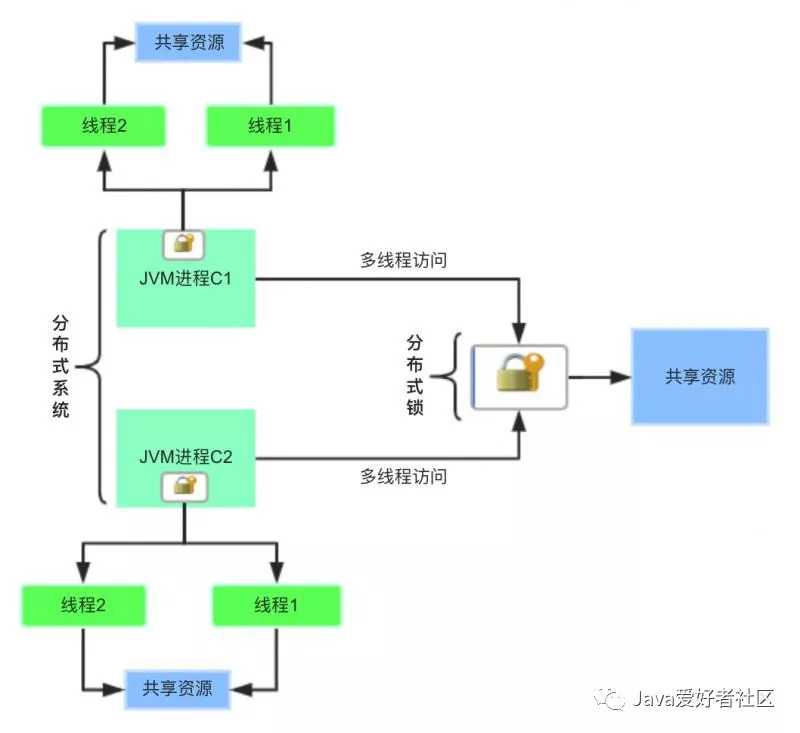 共享资源
线程2
线程1
JVM进程C1
多线程访问
分布式系统
分布式锁
共享资源
JVM进程C2
多线程访问
线程2
线程1
共享资源
Java爱好者社区